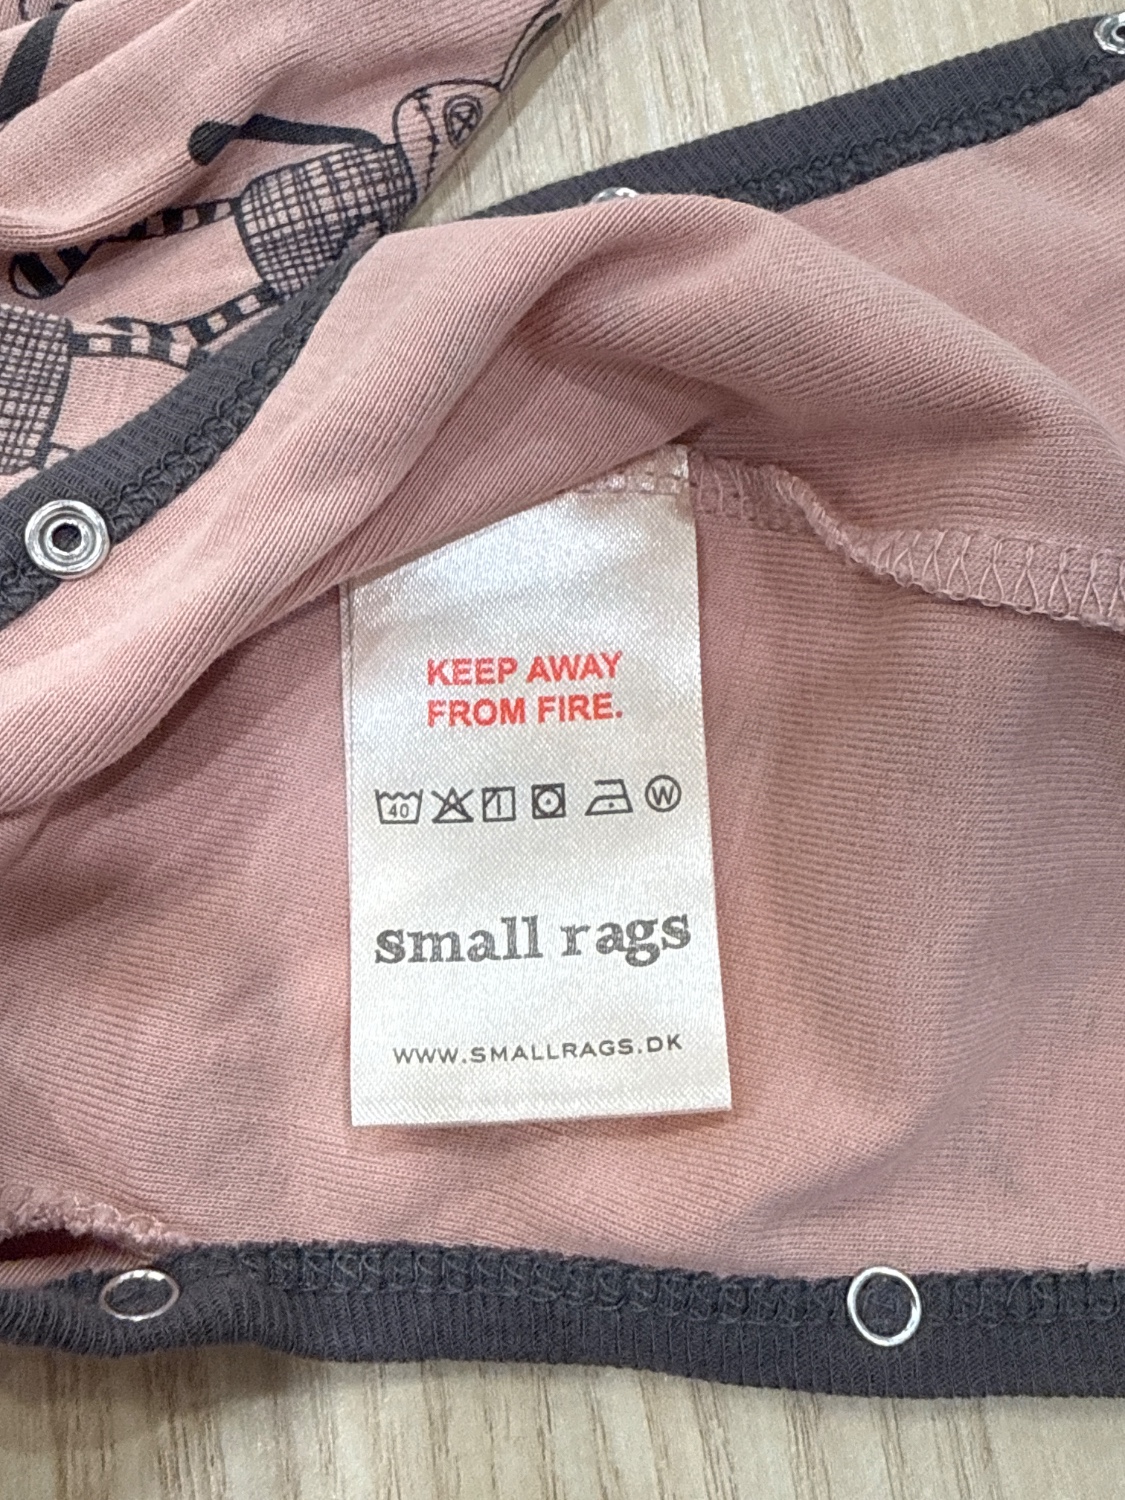 KEEP AWAY
FROM FIRE.
40 W
small rags
WWW.SMALLRAGS.DK